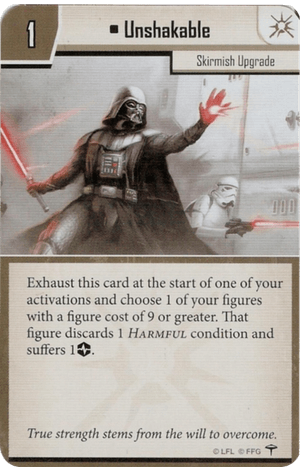 1
Unshakable
Skirmish Upgrade
Exhaust this card at the start of one of your
activations and choose 1 of your figures
with a figure cost of 9 or greater. That
figure discards 1 HARMFUL condition and
suffers 1.
True strength stems from the will to overcome.
© LFL © FFG